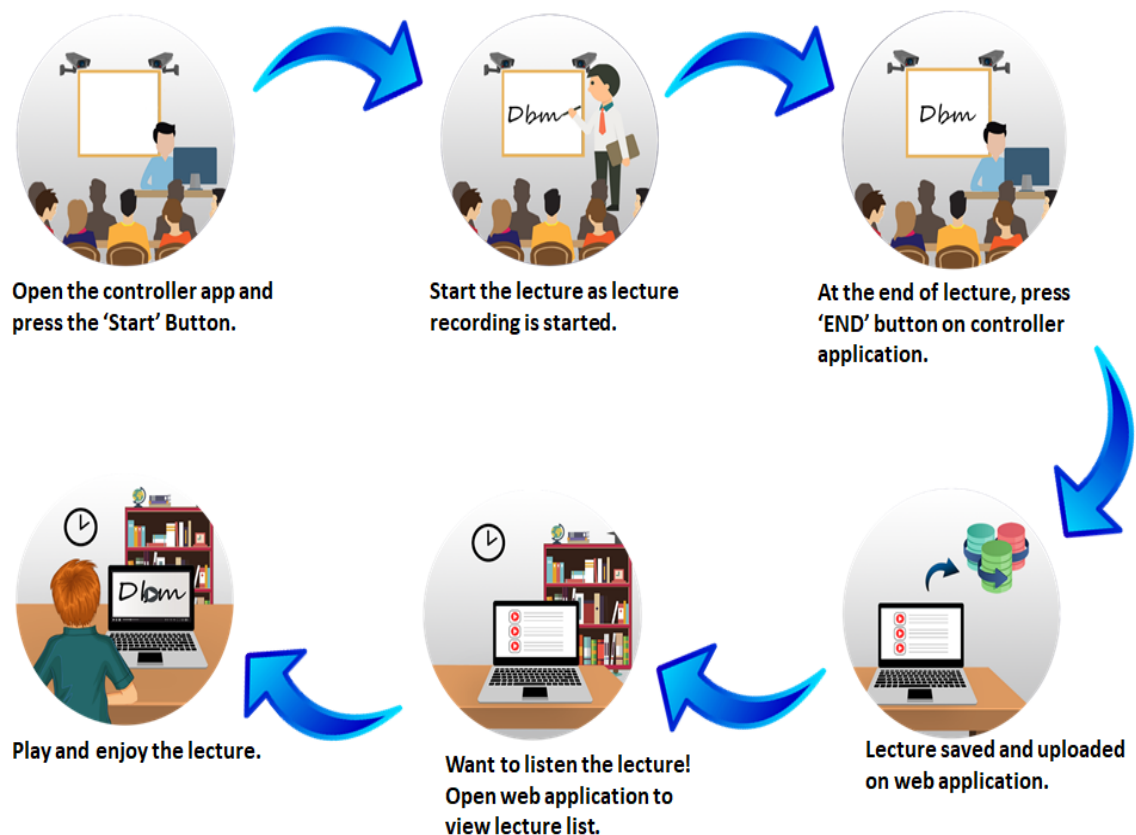 Dbm
Dbm
Open the controller app and
press the ‘Start’ Button.
Start the lecture as lecture
recording is started.
At the end of lecture, press
‘END’ button on controller
application.
Lecture saved and uploaded
on web application.
Want to listen the lecture!
Open web application to
view lecture list.
Dbm
Play and enjoy the lecture.